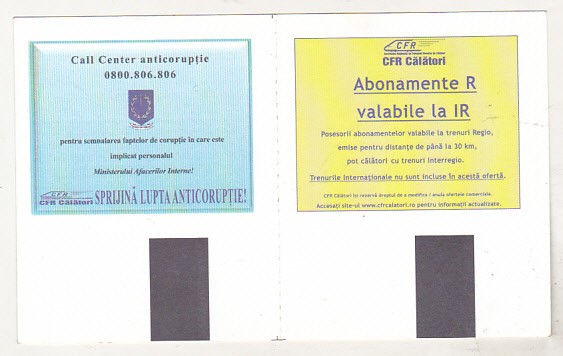 Call Center anticorupție
0800.806.806
pentru semnalarea faptelor de corupție în care este
implicat personalul
Ministerului Afacerilor Interne!
CFR
CFR Călători SPRIJINĂ LUPTA ANTICORUPȚIE!
CFR
CFR Călători
Abonamente R
valabile la IR
Posesorii abonamentelor valabile la trenuri Regio,
emise pentru distanțe de până la 30 km,
pot călători cu trenuri Interregio.
Trenurile internaționale nu sunt incluse în acestă ofertă.
CFR Călători își rezervă dreptul de a modifica / anula ofertele comerciale.
Accesați site-ul www.cfrcalatori.ro pentru informații actualizate.